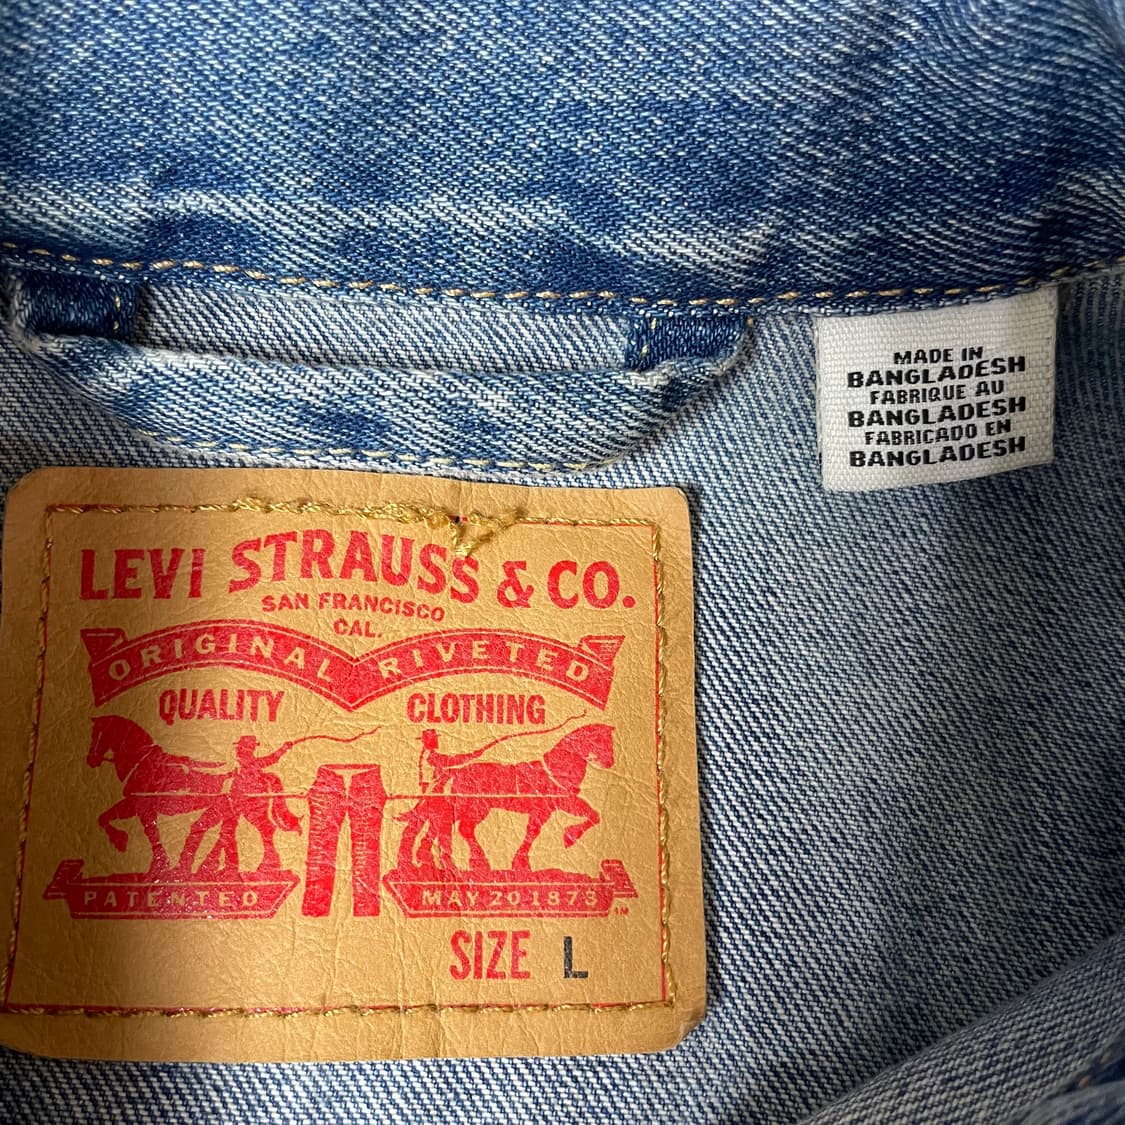 MADE IN
BANGLADESH
FABRIQUE AU
BANGLADESH
FABRICADO EN
BANGLADESH
LEVI STRAUSS & CO.
SAN FRANCISCO
CAL.
ORIGINAL RIVETED
QUALITY CLOTHING
PATENTED MAY 20 1873 TM
SIZE L